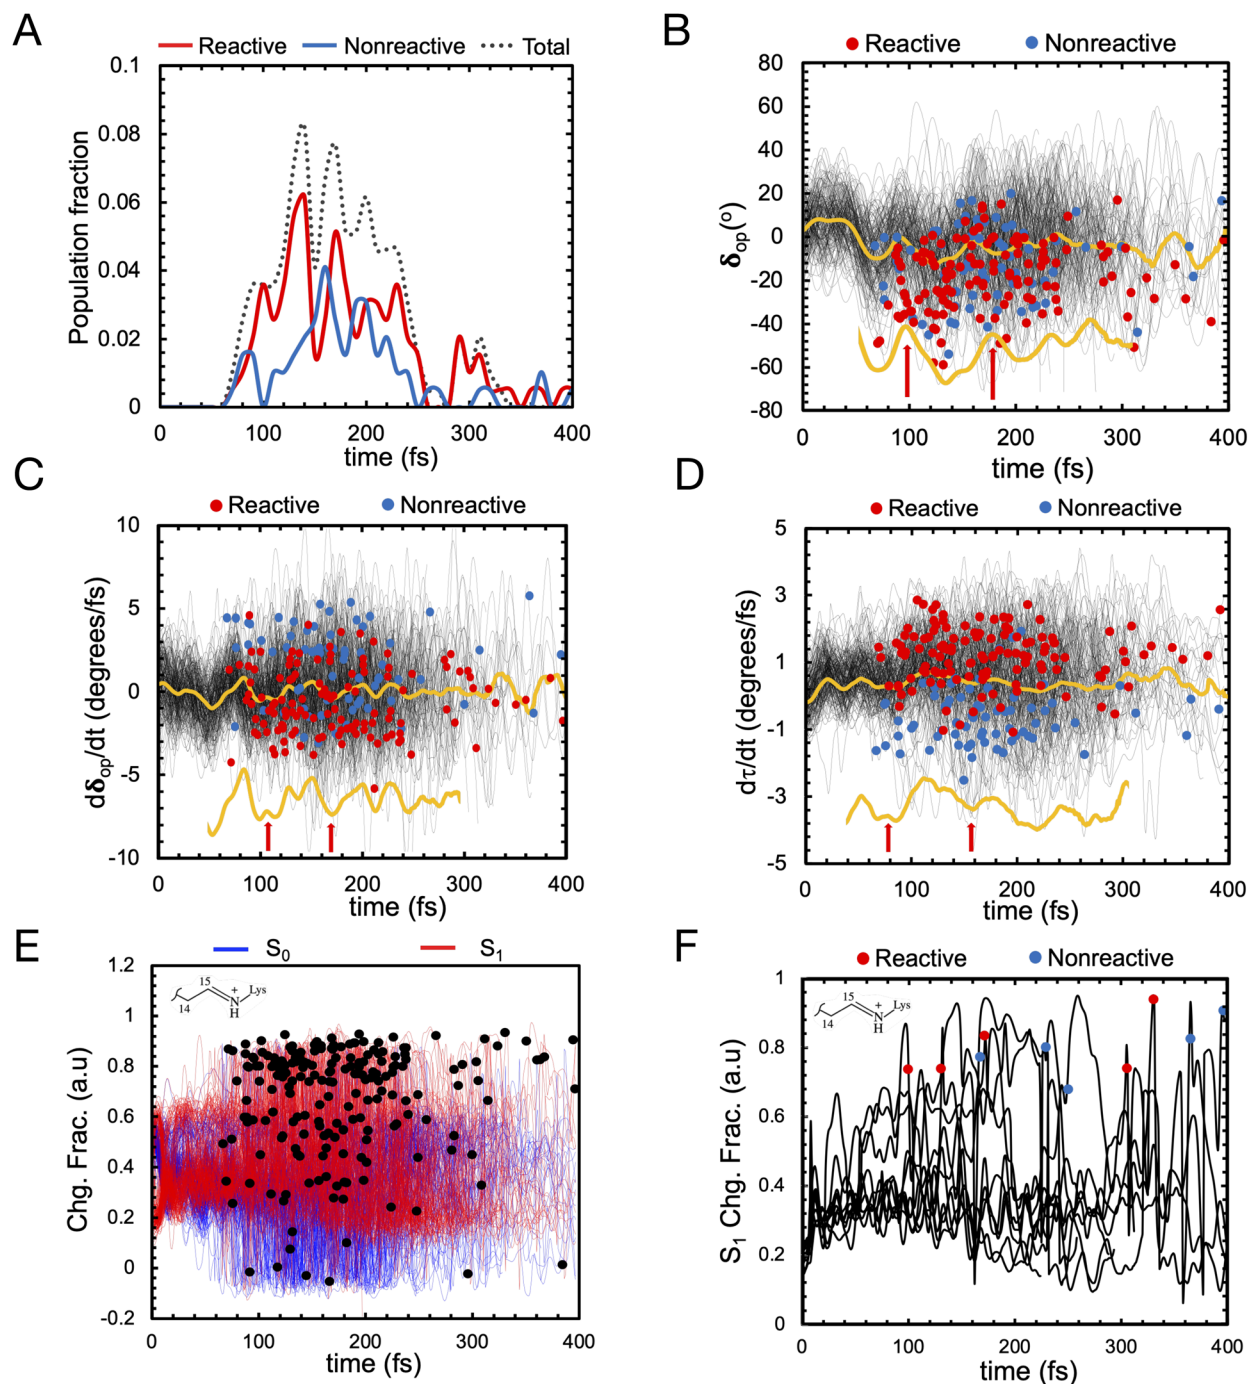 A
Reactive Nonreactive Total
0.1
0.08
0.06
0.04
0.02
0
Population fraction
100 200 300 400
time (fs)
B
Reactive Nonreactive
80
60
40
20
0
-20
-40
-60
-80
δop(°)
0 100 200 300 400
time (fs)
C
Reactive Nonreactive
10
5
0
-5
-10
dδop/dt (degrees/fs)
0 100 200 300 400
time (fs)
D
Reactive Nonreactive
5
3
1
-1
-3
-5
dτ/dt (degrees/fs)
0 100 200 300 400
time (fs)
E
S0 S1
1.2
1
0.8
0.6
0.4
0.2
0
-0.2
Chg. Frac. (a.u)
15
14
+
N
H
Lys
0 100 200 300 400
time (fs)
F
Reactive Nonreactive
1
0.8
0.6
0.4
0.2
0
S1 Chg. Frac. (a.u)
15
14
+
N
H
Lys
0 100 200 300 400
time (fs)